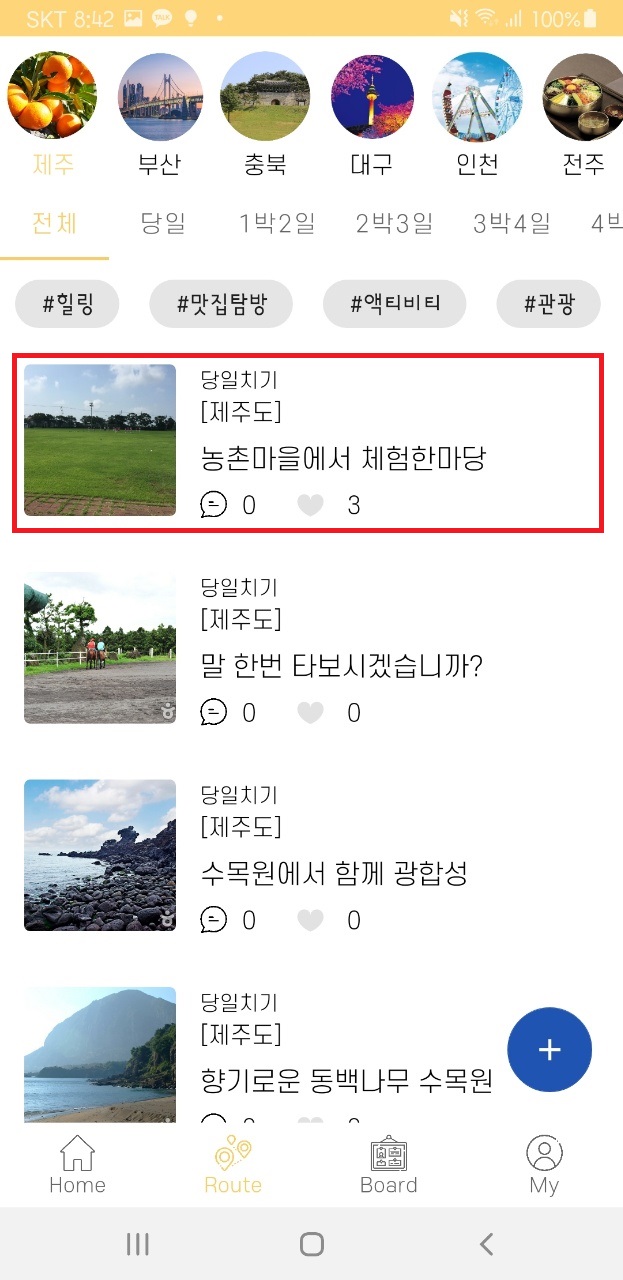 SKT 8:42 TALK 100%
제주 부산 충북 대구 인천 전주
전체 당일 1박2일 2박3일 3박4일 4박
#힐링 #맛집탐방 #액티비티 #관광
당일치기
[제주도]
농촌마을에서 체험한마당
0 3
당일치기
[제주도]
말 한번 타보시겠습니까?
0 0
당일치기
[제주도]
수목원에서 함께 광합성
0 0
당일치기
[제주도]
향기로운 동백나무 수목원
+
Home Route Board My